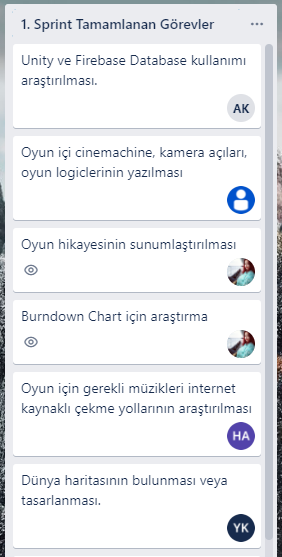 1. Sprint Tamamlanan Görevler
Unity ve Firebase Database kullanımı
araştırılması.
AK
Oyun içi cinemachine, kamera açıları,
oyun logiclerinin yazılması
Oyun hikayesinin sunumlaştırılması
Burndown Chart için araştırma
Oyun için gerekli müzikleri internet
kaynaklı çekme yollarının araştırılması
HA
Dünya haritasının bulunması veya
tasarlanması.
YK